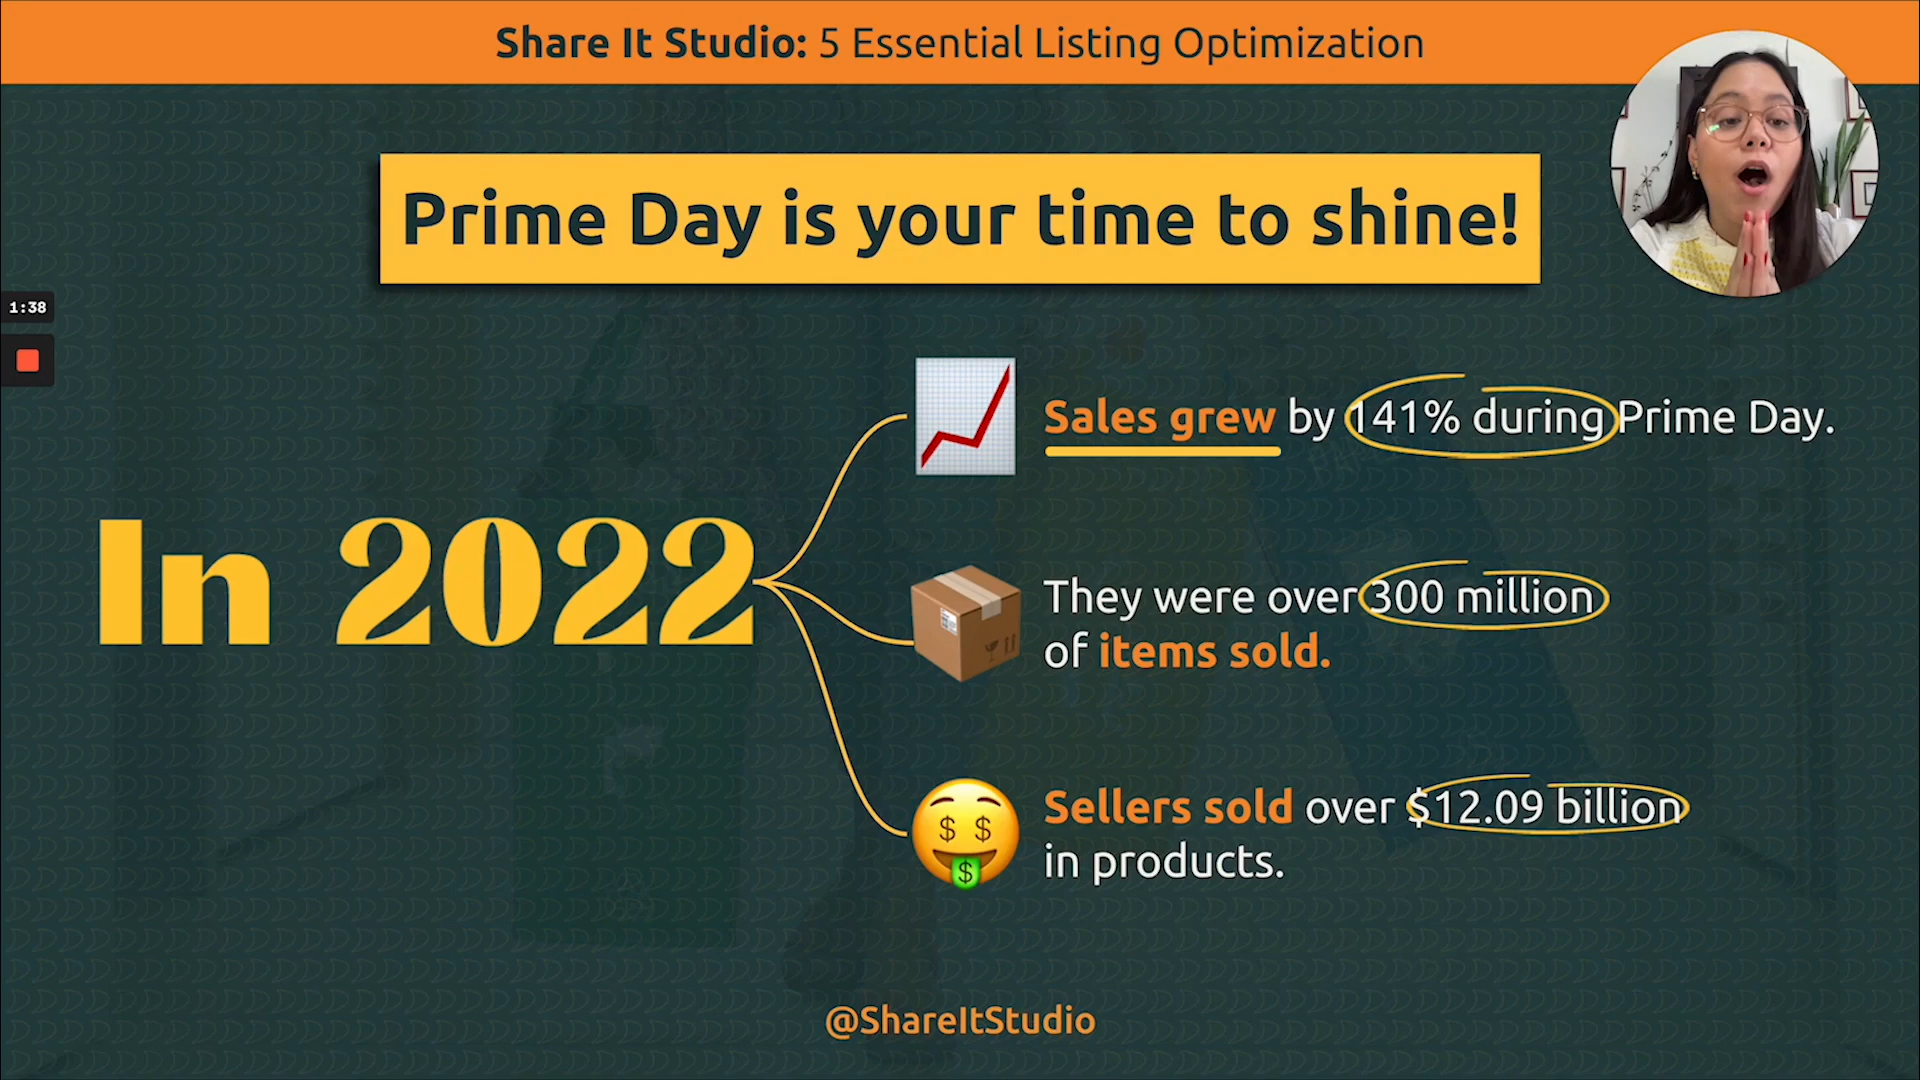 Share It Studio: 5 Essential Listing Optimization
Prime Day is your time to shine!
1:38
In 2022
Sales grew by 141% during Prime Day.
They were over 300 million
of items sold.
Sellers sold over $12.09 billion
in products.
@ShareItStudio